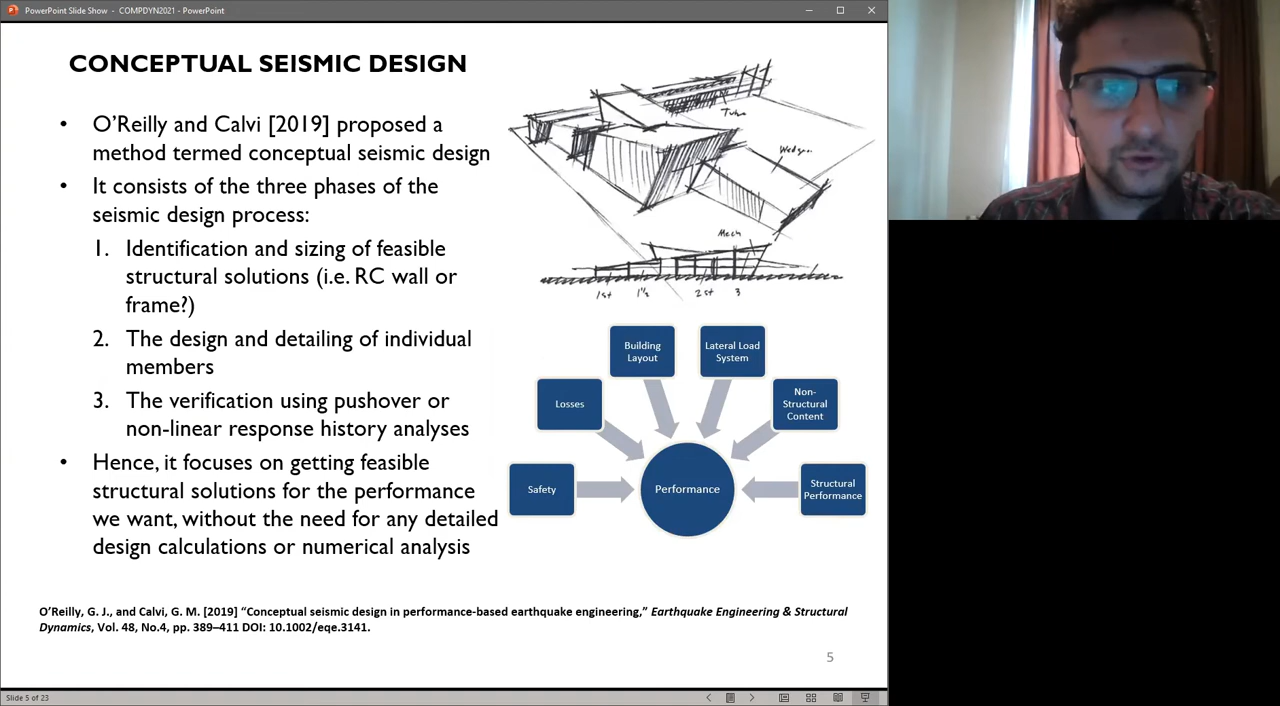 PowerPoint Slide Show - COMPDYN2021 - PowerPoint
CONCEPTUAL SEISMIC DESIGN
• O’Reilly and Calvi [2019] proposed a
method termed conceptual seismic design
• It consists of the three phases of the
seismic design process:
1. Identification and sizing of feasible
structural solutions (i.e. RC wall or
frame?)
2. The design and detailing of individual
members
3. The verification using pushover or
non-linear response history analyses
• Hence, it focuses on getting feasible
structural solutions for the performance
we want, without the need for any detailed
design calculations or numerical analysis
Mech
1st 1½ 2st 3
Building
Layout
Lateral Load
System
Losses
Non-
Structural
Content
Safety
Performance
Structural
Performance
O’Reilly, G. J., and Calvi, G. M. [2019] “Conceptual seismic design in performance-based earthquake engineering,” Earthquake Engineering & Structural
Dynamics, Vol. 48, No.4, pp. 389–411 DOI: 10.1002/eqe.3141.
5
Slide 5 of 23